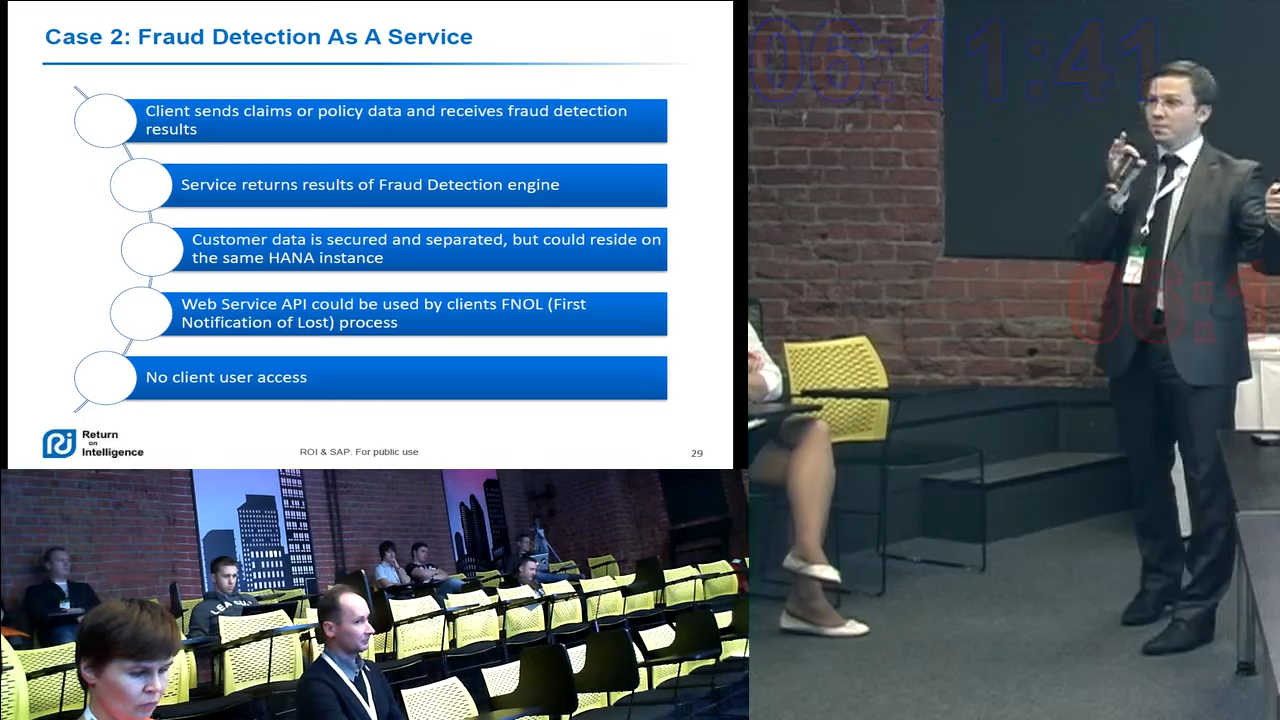 Case 2: Fraud Detection As A Service
Client sends claims or policy data and receives fraud detection
results
Service returns results of Fraud Detection engine
Customer data is secured and separated, but could reside on
the same HANA instance
Web Service API could be used by clients FNOL (First
Notification of Lost) process
No client user access
Return
on
Intelligence
ROI & SAP. For public use
29
06:11:41
06:1